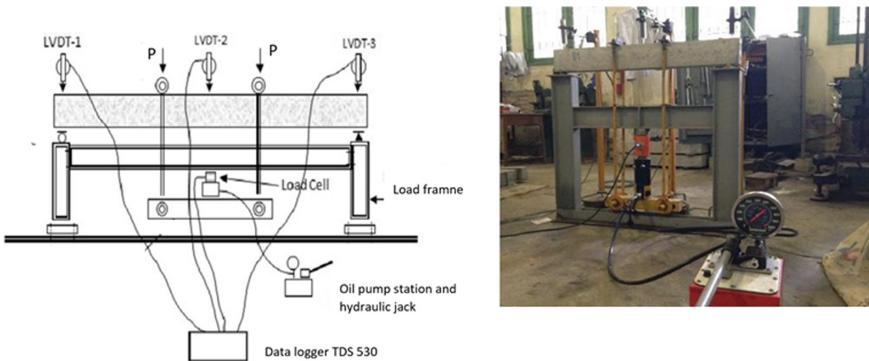 LVDT-1
P
LVDT-2
P
LVDT-3
Load Cell
Load framne
Oil pump station and
hydraulic jack
Data logger TDS 530